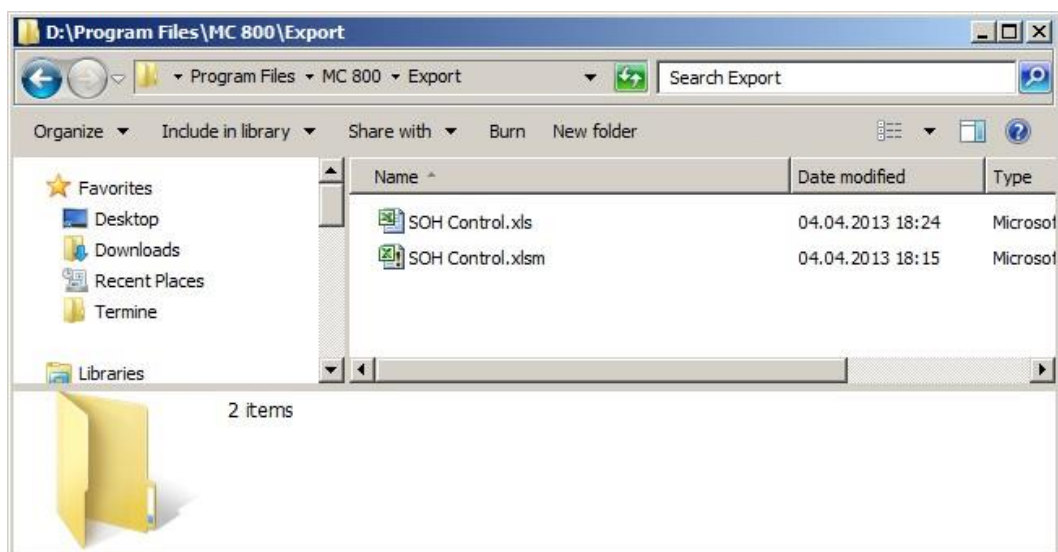 D:\Program Files\MC 800\Export
Program Files MC 800 Export Search Export
Organize Include in library Share with Burn New folder
Favorites
Desktop
Downloads
Recent Places
Termine
Libraries
Name Date modified Type
SOH Control.xls 04.04.2013 18:24 Microsof
SOH Control.xlsm 04.04.2013 18:15 Microsof
2 items